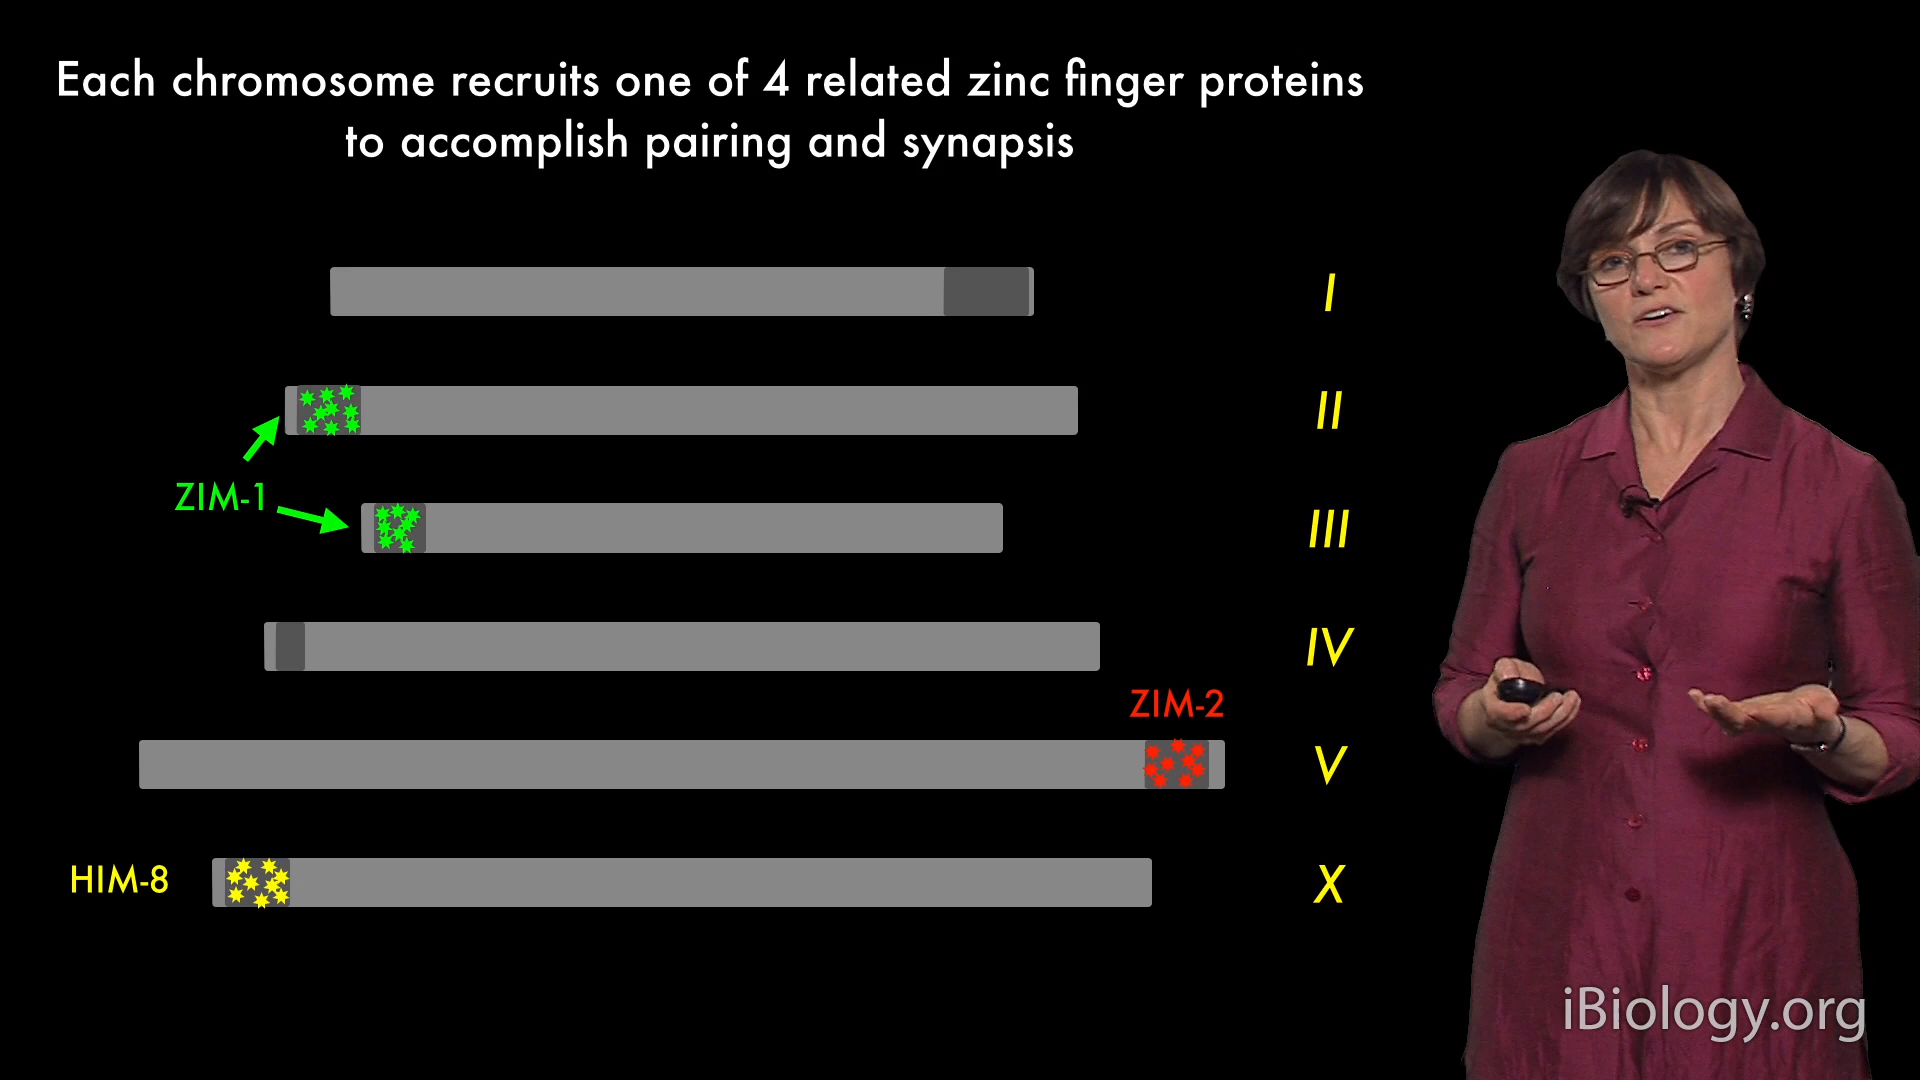 Each chromosome recruits one of 4 related zinc finger proteins
to accomplish pairing and synapsis
I
II
ZIM-1
III
IV
ZIM-2
V
HIM-8
X
iBiology.org